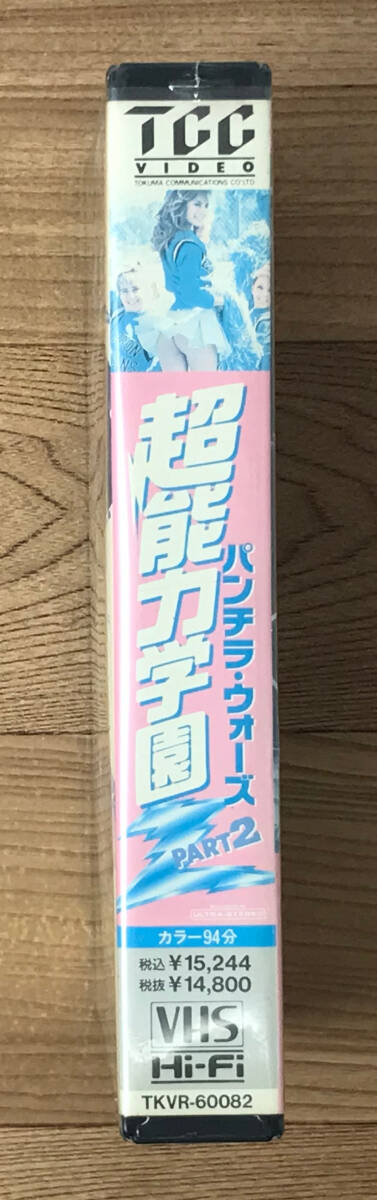 TCC
VIDEO
TOKUMA COMMUNICATIONS CO LTD.
超能力学園Z
パンチラ・ウォーズ
PART2
ULTRA-STEREO
カラー94分
税込 ¥15,244
税抜 ¥14,800
VHS
Hi-Fi
TKVR-60082